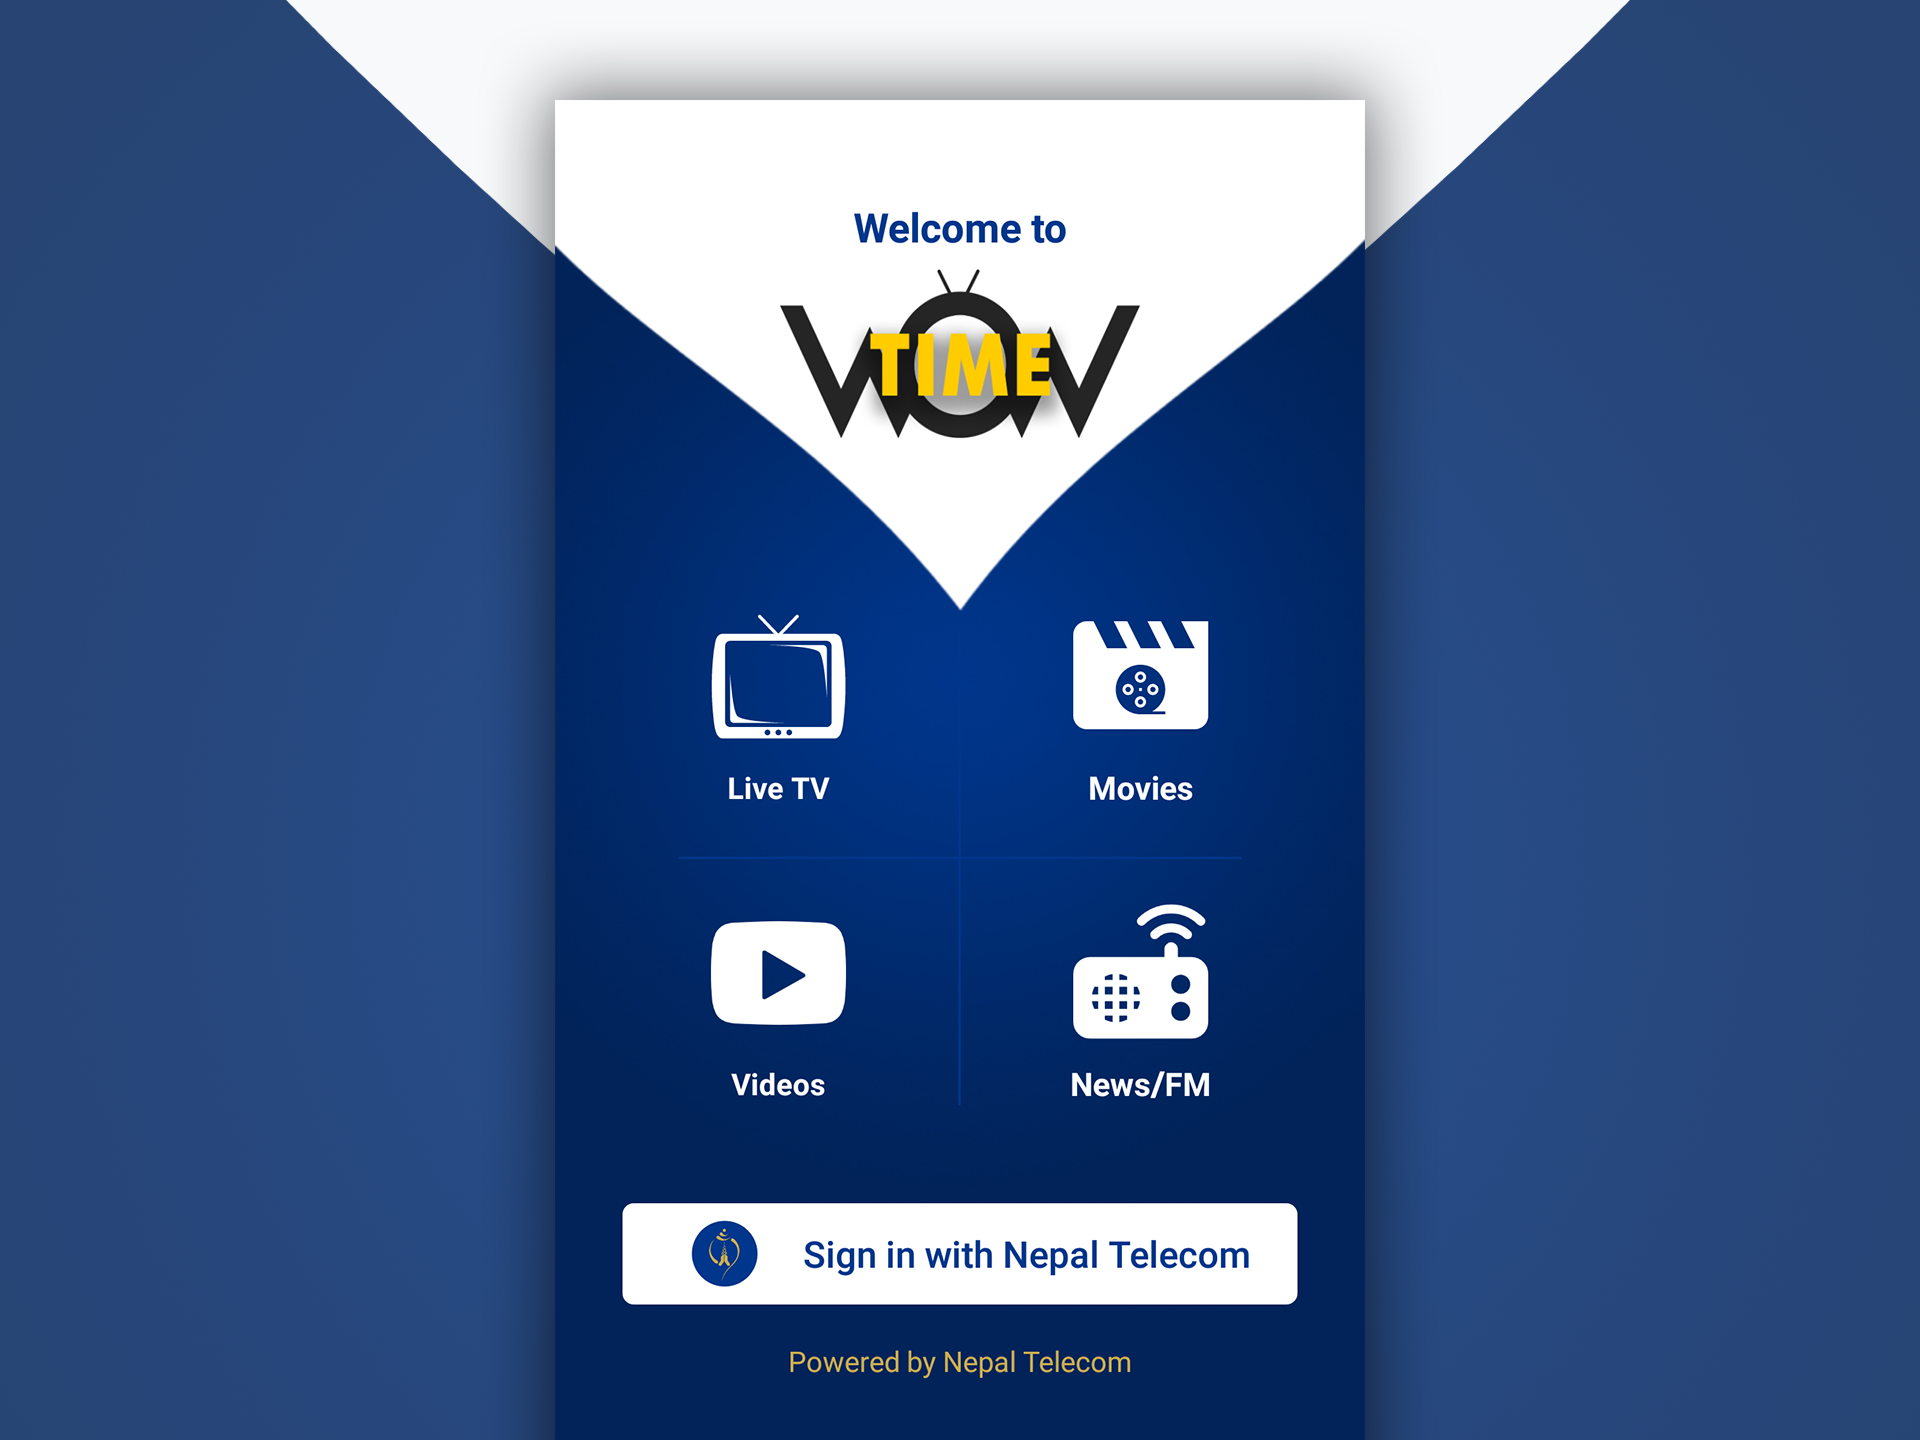 Welcome to
WOW
TIME
Live TV
Movies
Videos
News/FM
Sign in with Nepal Telecom
Powered by Nepal Telecom